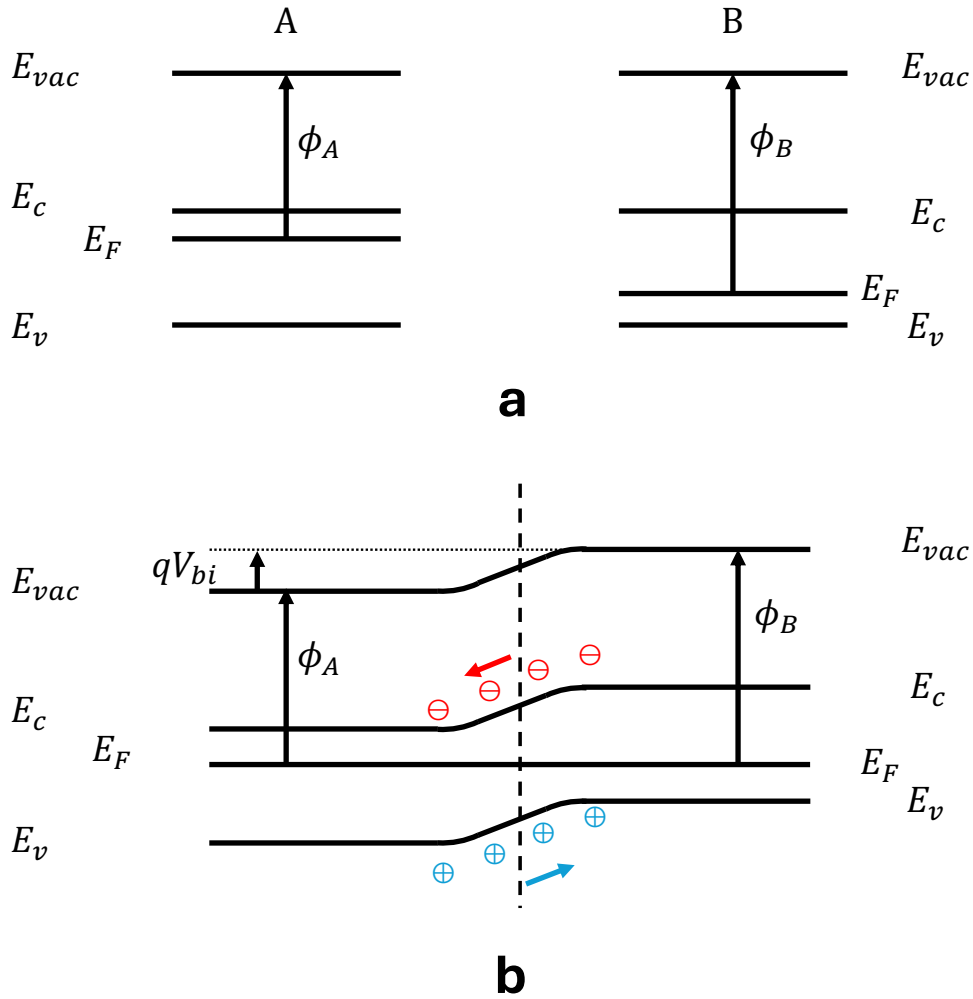 A B
E_vac E_vac
ϕ_A ϕ_B
E_c E_c
E_F E_F
E_v E_v
a
qV_bi E_vac
E_vac
ϕ_A ϕ_B
E_c E_c
E_F E_F
E_v E_v
b